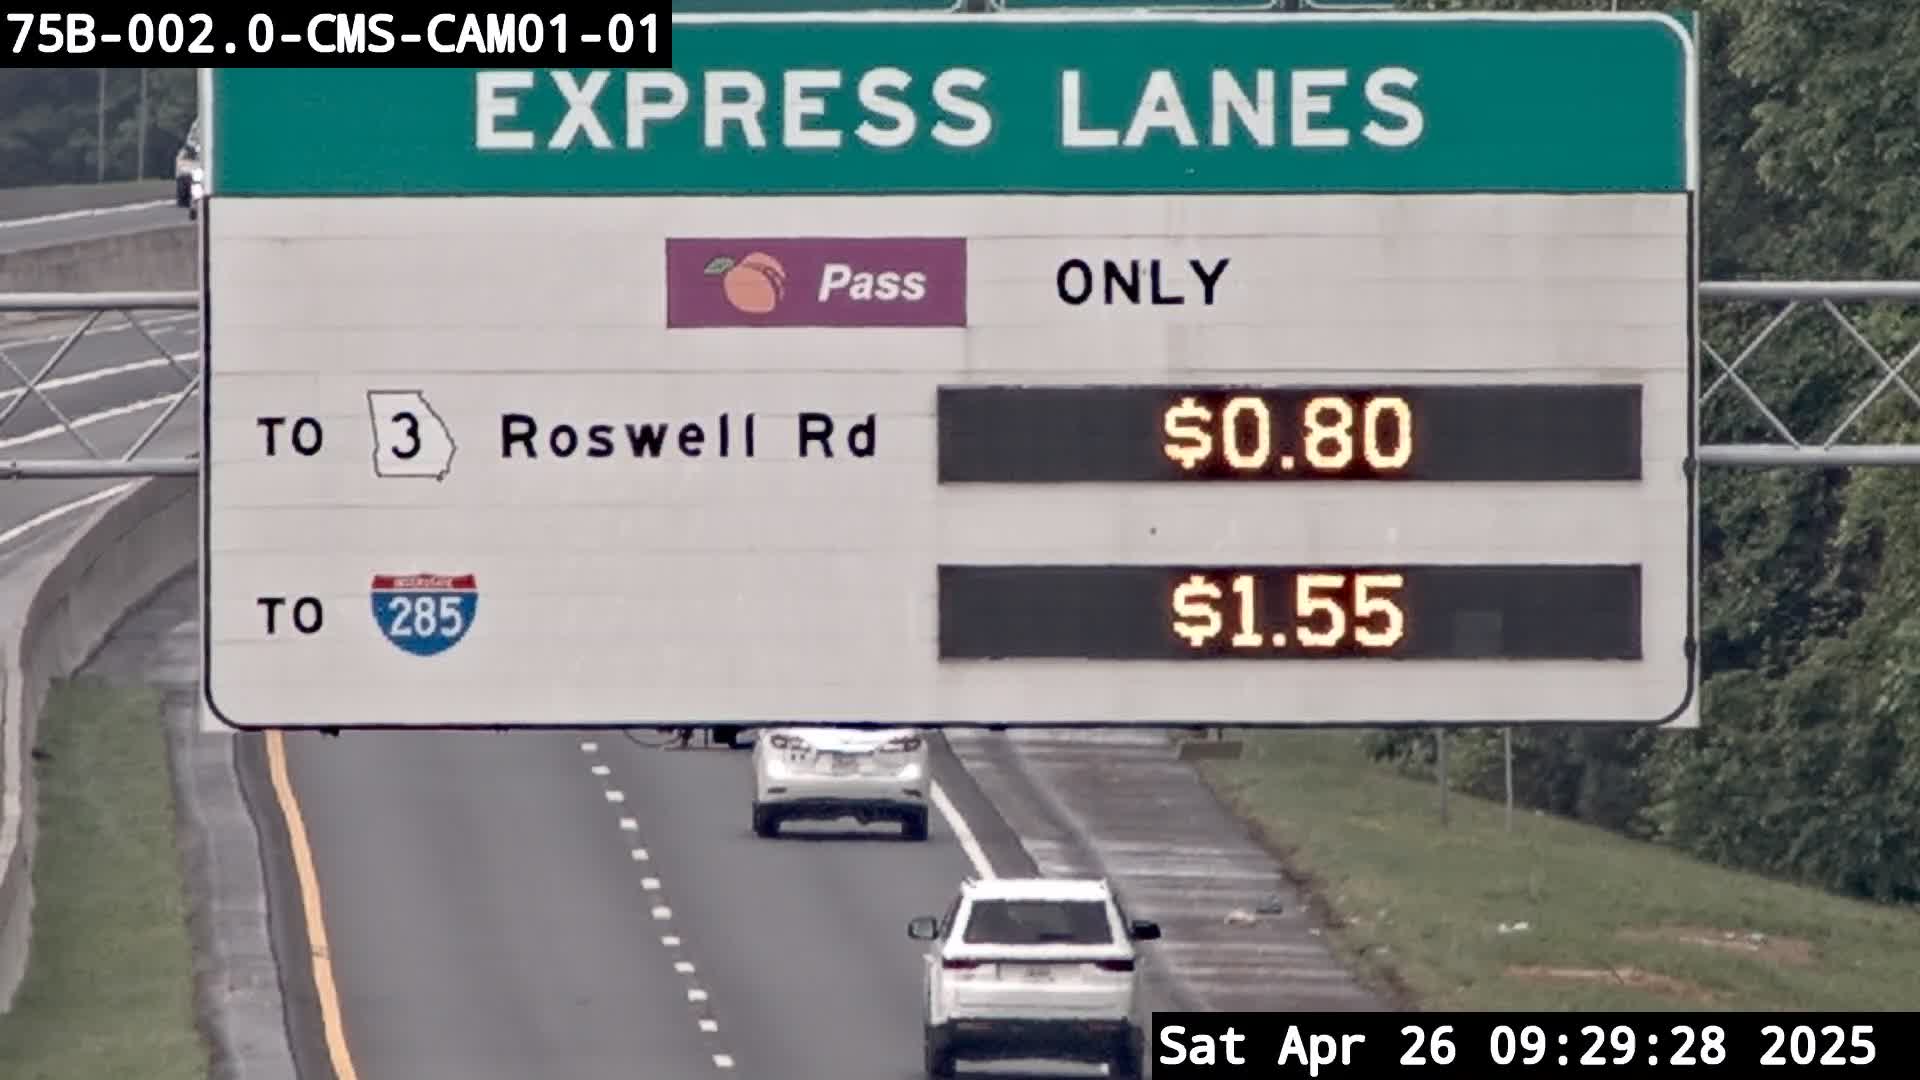 75B-002.0-CMS-CAM01-01
EXPRESS LANES
Pass ONLY
TO 3 Roswell Rd $0.80
INTERSTATE
TO 285 $1.55
Sat Apr 26 09:29:28 2025